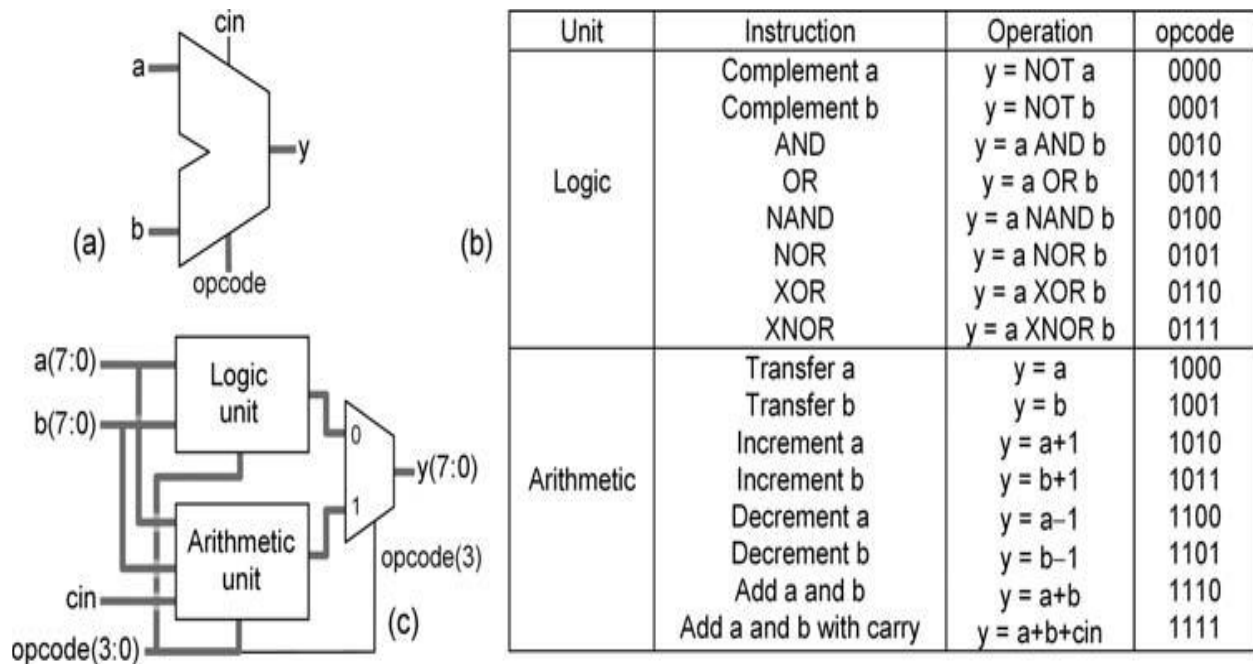 cin
a
y
b
(a)
opcode
a(7:0)
Logic
unit
b(7:0)
0
y(7:0)
1
Arithmetic
unit
opcode(3)
cin
(c)
opcode(3:0)
(b)
Unit Instruction Operation opcode
Complement a y = NOT a 0000
Complement b y = NOT b 0001
AND y = a AND b 0010
Logic OR y = a OR b 0011
NAND y = a NAND b 0100
NOR y = a NOR b 0101
XOR y = a XOR b 0110
XNOR y = a XNOR b 0111
Transfer a y = a 1000
Transfer b y = b 1001
Increment a y = a+1 1010
Arithmetic Increment b y = b+1 1011
Decrement a y = a−1 1100
Decrement b y = b−1 1101
Add a and b y = a+b 1110
Add a and b with carry y = a+b+cin 1111